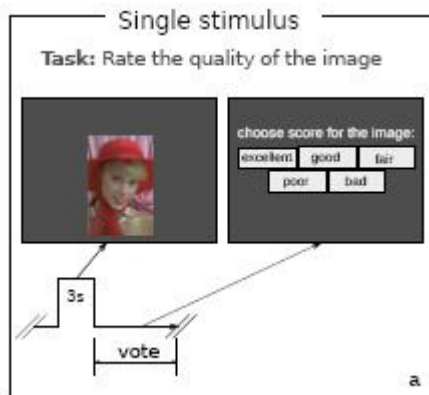 Single stimulus
Task: Rate the quality of the image
choose score for the image:
excellent good fair
poor bad
3s
vote
a